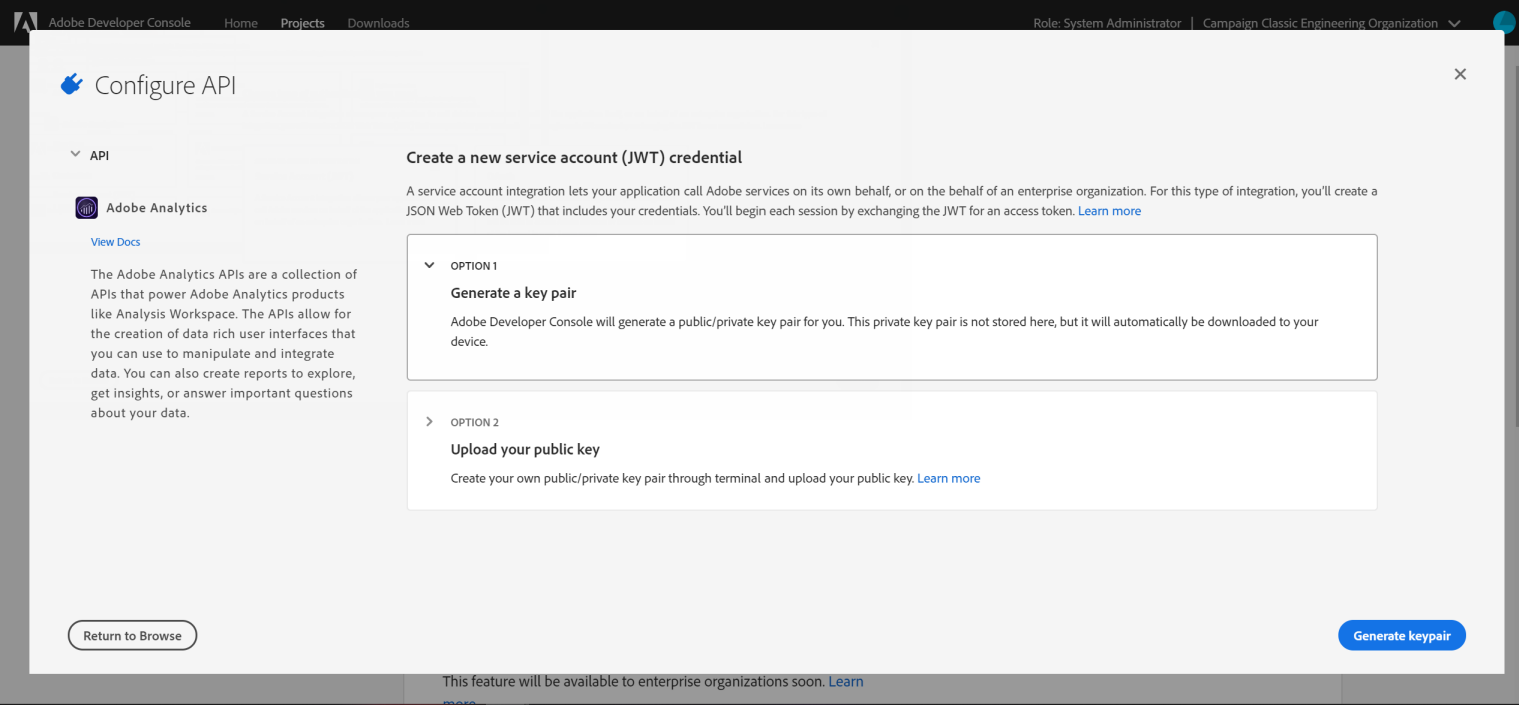 Adobe Developer Console Home Projects Downloads Role: System Administrator | Campaign Classic Engineering Organization
Configure API
API
Adobe Analytics
View Docs
The Adobe Analytics APIs are a collection of
APIs that power Adobe Analytics products
like Analysis Workspace. The APIs allow for
the creation of data rich user interfaces that
you can use to manipulate and integrate
data. You can also create reports to explore,
get insights, or answer important questions
about your data.
Create a new service account (JWT) credential
A service account integration lets your application call Adobe services on its own behalf, or on the behalf of an enterprise organization. For this type of integration, you'll create a
JSON Web Token (JWT) that includes your credentials. You'll begin each session by exchanging the JWT for an access token. Learn more
OPTION 1
Generate a key pair
Adobe Developer Console will generate a public/private key pair for you. This private key pair is not stored here, but it will automatically be downloaded to your
device.
OPTION 2
Upload your public key
Create your own public/private key pair through terminal and upload your public key. Learn more
Return to Browse
Generate keypair
This feature will be available to enterprise organizations soon. Learn
more